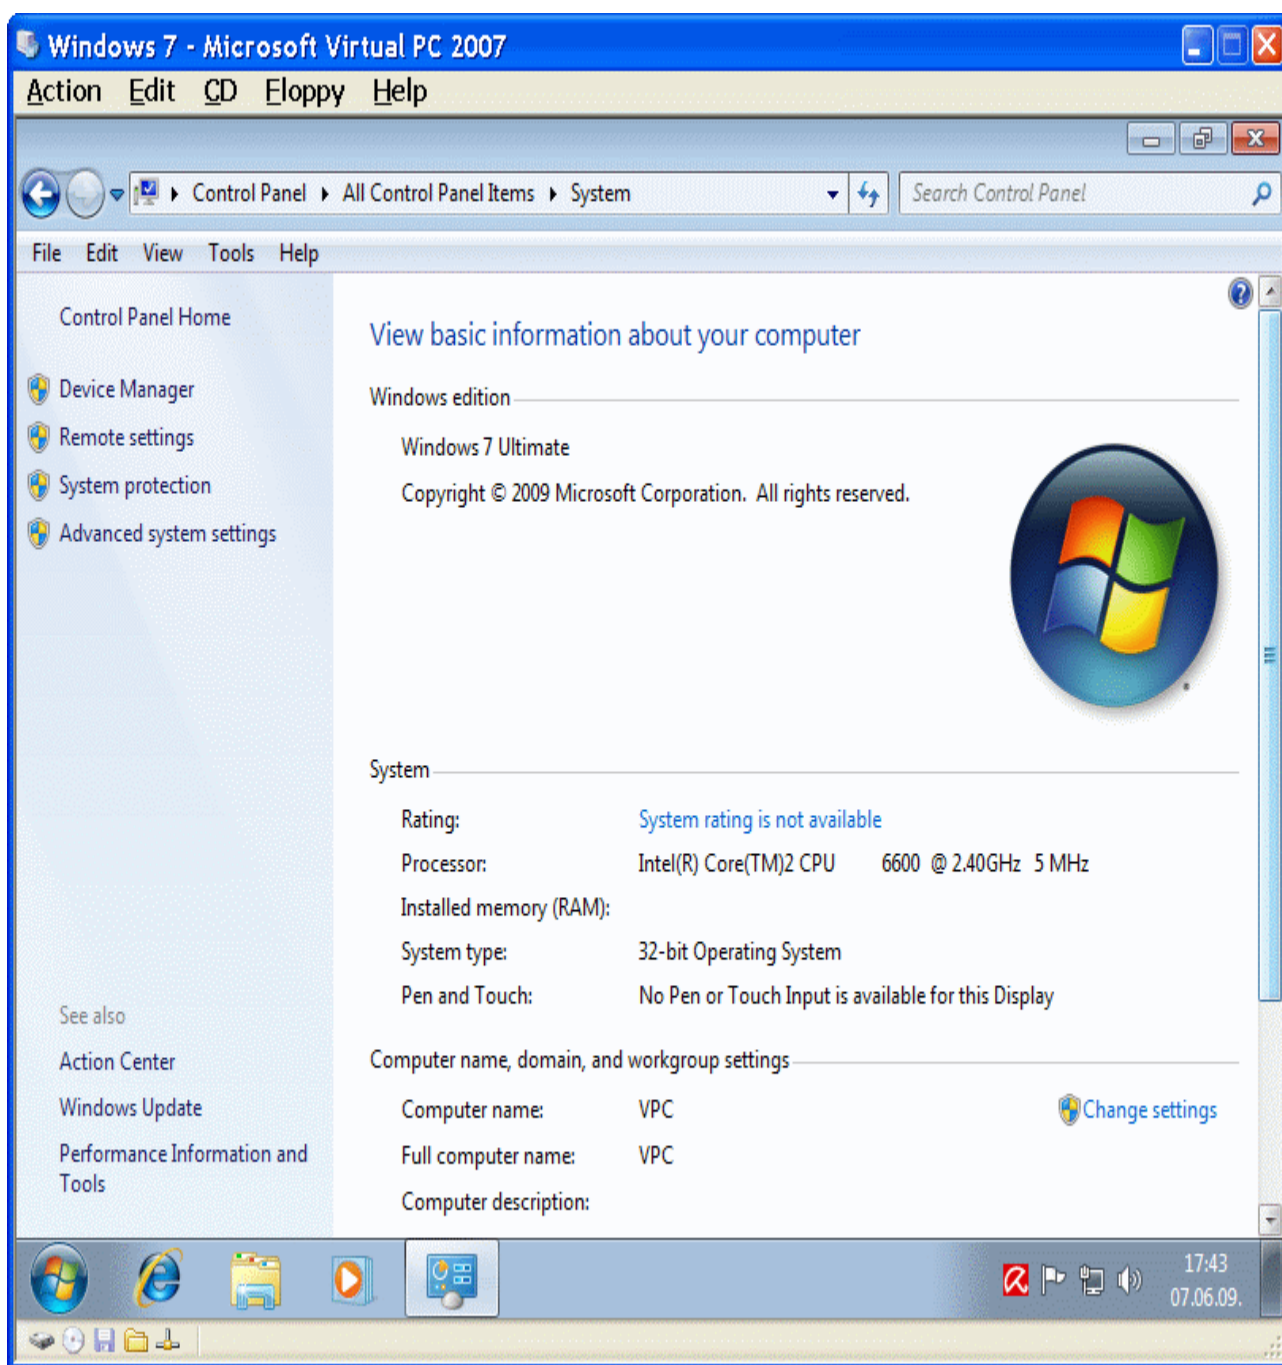 Windows 7 - Microsoft Virtual PC 2007
Action Edit CD Floppy Help
Control Panel All Control Panel Items System Search Control Panel
File Edit View Tools Help
Control Panel Home
Device Manager
Remote settings
System protection
Advanced system settings
See also
Action Center
Windows Update
Performance Information and
Tools
View basic information about your computer
Windows edition
Windows 7 Ultimate
Copyright © 2009 Microsoft Corporation. All rights reserved.
System
Rating: System rating is not available
Processor: Intel(R) Core(TM)2 CPU 6600 @ 2.40GHz 5 MHz
Installed memory (RAM):
System type: 32-bit Operating System
Pen and Touch: No Pen or Touch Input is available for this Display
Computer name, domain, and workgroup settings
Computer name: VPC Change settings
Full computer name: VPC
Computer description:
17:43
07.06.09.